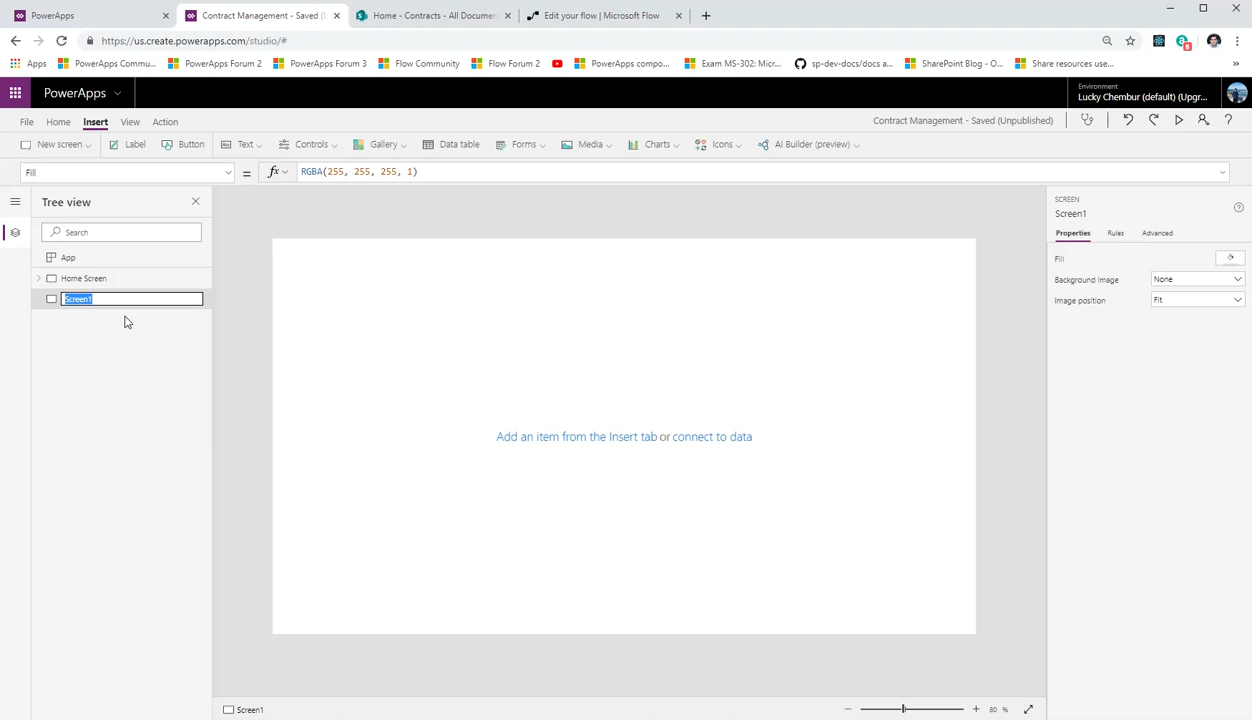 PowerApps
Contract Management - Saved (U
Home - Contracts - All Documen
Edit your flow | Microsoft Flow
https://us.create.powerapps.com/studio/#
Apps
PowerApps Commu...
PowerApps Forum 2
PowerApps Forum 3
Flow Community
Flow Forum 2
PowerApps compo...
Exam MS-302: Micr...
sp-dev-docs/docs a...
SharePoint Blog - O...
Share resources use...
»
PowerApps
Environment
Lucky Chembur (default) (Upgr...
File
Home
Insert
View
Action
Contract Management - Saved (Unpublished)
New screen
Label
Button
Text
Controls
Gallery
Data table
Forms
Media
Charts
Icons
AI Builder (preview)
Fill
=
fx
RGBA(255, 255, 255, 1)
Tree view
Search
App
Home Screen
Screen1
Add an item from the Insert tab or connect to data
SCREEN
Screen1
Properties
Rules
Advanced
Fill
Background image
None
Image position
Fit
Screen1
80 %